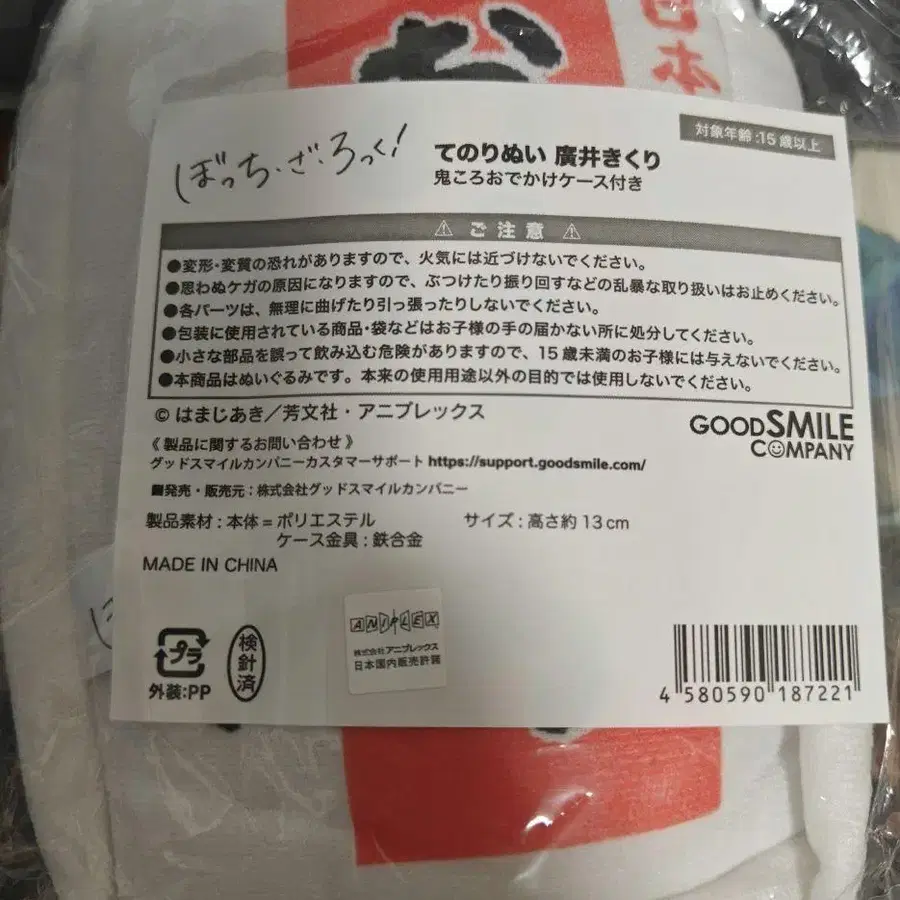 日本
対象年齢:15歳以上
ぼっち・ざ・ろっく!
てのりぬい 廣井きくり
鬼ころおでかけケース付き
⚠ ご注意 ⚠
●変形・変質の恐れがありますので、火気には近づけないでください。
●思わぬケガの原因になりますので、ぶつけたり振り回すなどの乱暴な取り扱いはお止めください。
●各パーツは、無理に曲げたり引っ張ったりしないでください。
●包装に使用されている商品・袋などはお子様の手の届かない所に処分してください。
●小さな部品を誤って飲み込む危険がありますので、15歳未満のお子様には与えないでください。
●本商品はぬいぐるみです。本来の使用用途以外の目的では使用しないでください。
© はまじあき/芳文社・アニプレックス
GOOD SMILE
COMPANY
《 製品に関するお問い合わせ 》
グッドスマイルカンパニーカスタマーサポート https://support.goodsmile.com/
■発売・販売元:株式会社グッドスマイルカンパニー
製品素材:本体=ポリエステル サイズ:高さ約13cm
ケース金具:鉄合金
MADE IN CHINA
プラ
外装:PP
検針済
ANIPLEX
株式会社アニプレックス
日本国内販売許諾
4 580590 187221